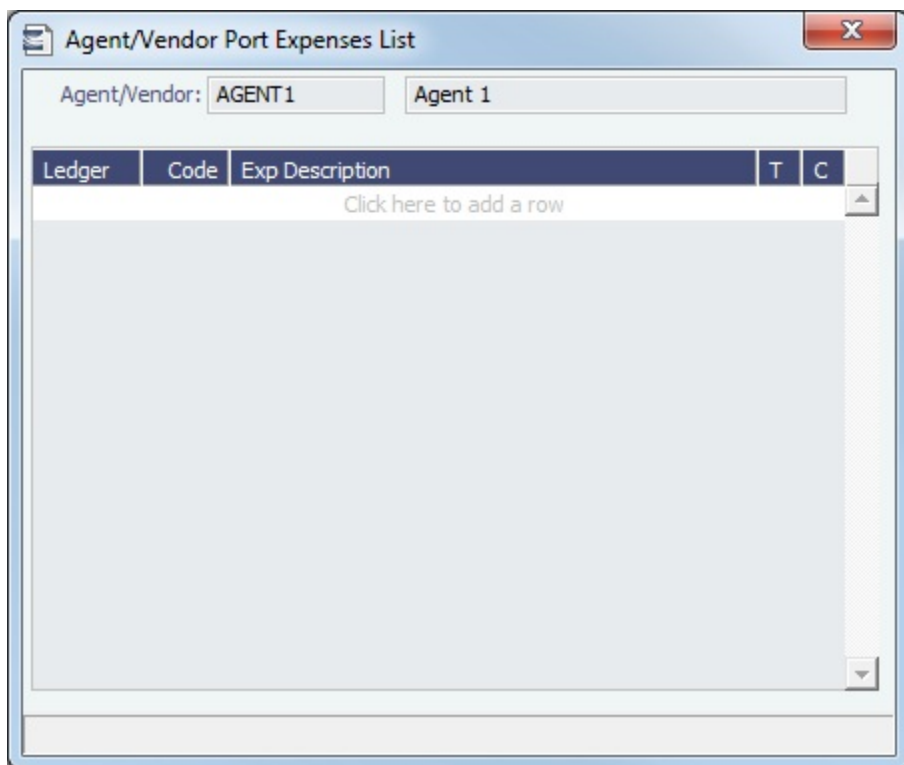 Agent/Vendor Port Expenses List
Agent/Vendor: AGENT1 Agent 1
Ledger Code Exp Description T C
Click here to add a row